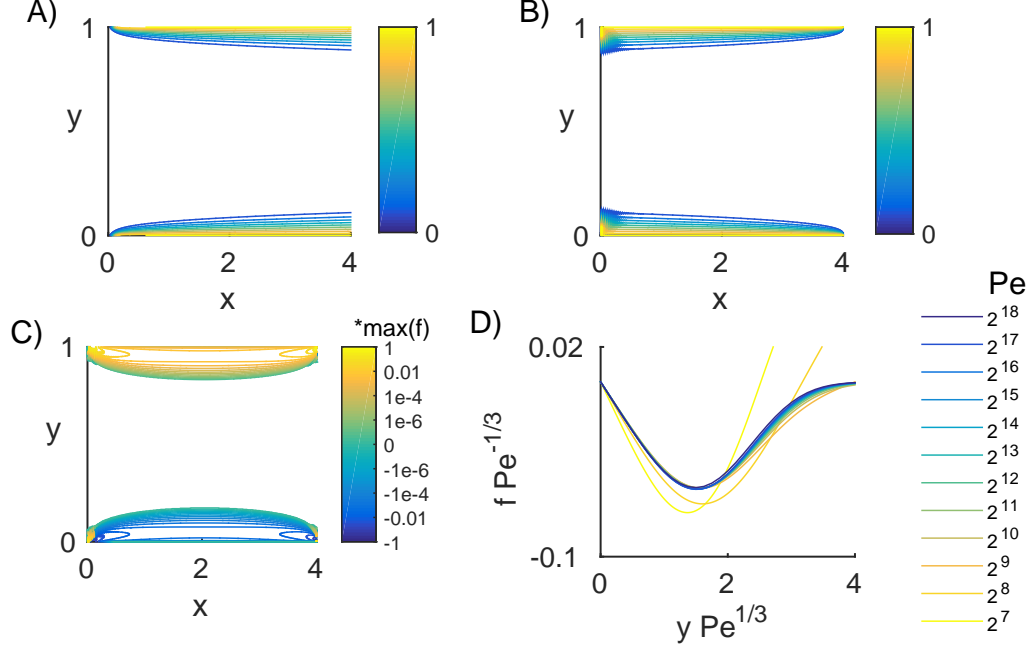 A)
1
y
0
0 2 4
x
1
0
B)
1
y
0
0 2 4
x
1
0
C)
1
y
0
0 2 4
x
*max(f)
1
0.01
1e-4
1e-6
0
-1e-6
-1e-4
-0.01
-1
D)
0.02
f Pe^{-1/3}
-0.1
0 2 4
y Pe^{1/3}
Pe
2^{18}
2^{17}
2^{16}
2^{15}
2^{14}
2^{13}
2^{12}
2^{11}
2^{10}
2^{9}
2^{8}
2^{7}